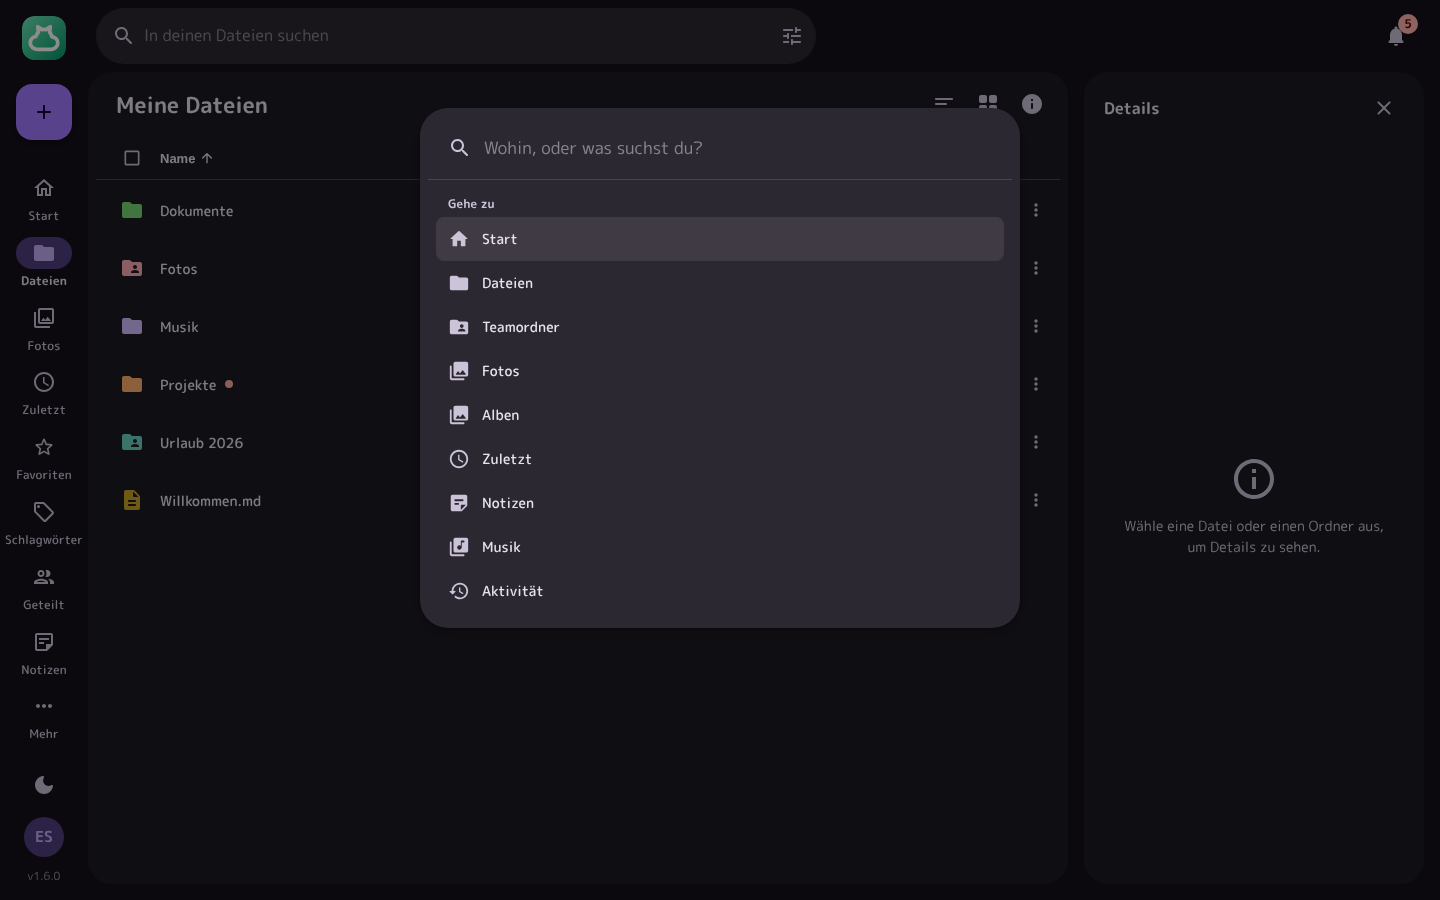 In deinen Dateien suchen
5
Meine Dateien
Details
Wohin, oder was suchst du?
Name
Gehe zu
Start
Dateien
Teamordner
Fotos
Alben
Zuletzt
Notizen
Musik
Aktivität
Dokumente
Fotos
Musik
Projekte
Urlaub 2026
Willkommen.md
Wähle eine Datei oder einen Ordner aus,
um Details zu sehen.
Start
Dateien
Fotos
Zuletzt
Favoriten
Schlagwörter
Geteilt
Notizen
Mehr
ES
v1.6.0